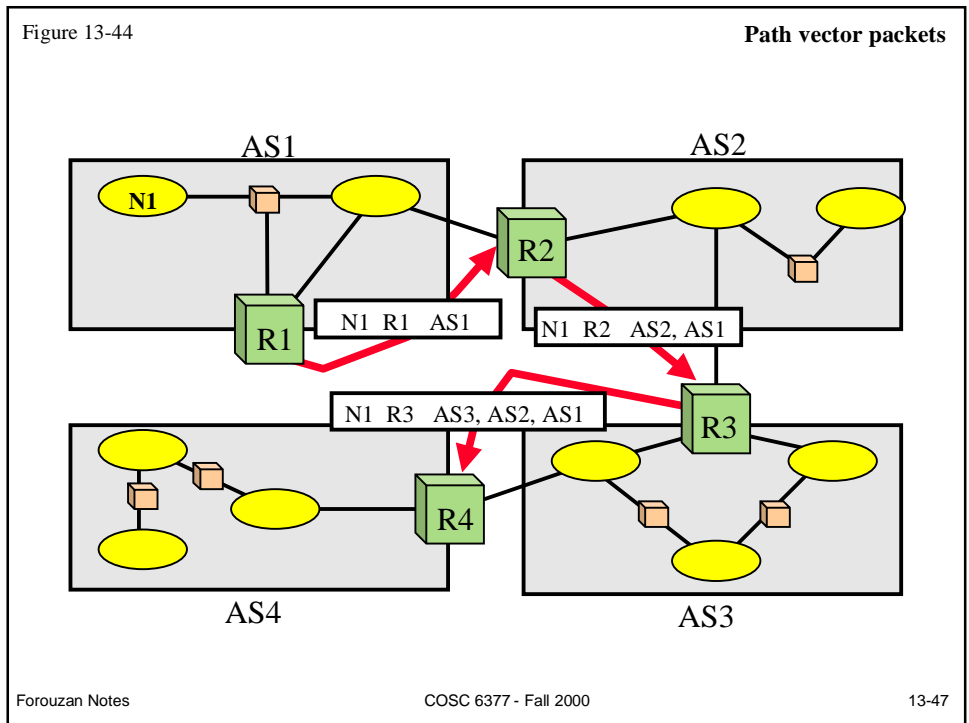 Figure 13-44
Path vector packets
AS1
AS2
N1
R2
R1
N1 R1 AS1
N1 R2 AS2, AS1
N1 R3 AS3, AS2, AS1
R3
R4
AS4
AS3
Forouzan Notes
COSC 6377 - Fall 2000
13-47